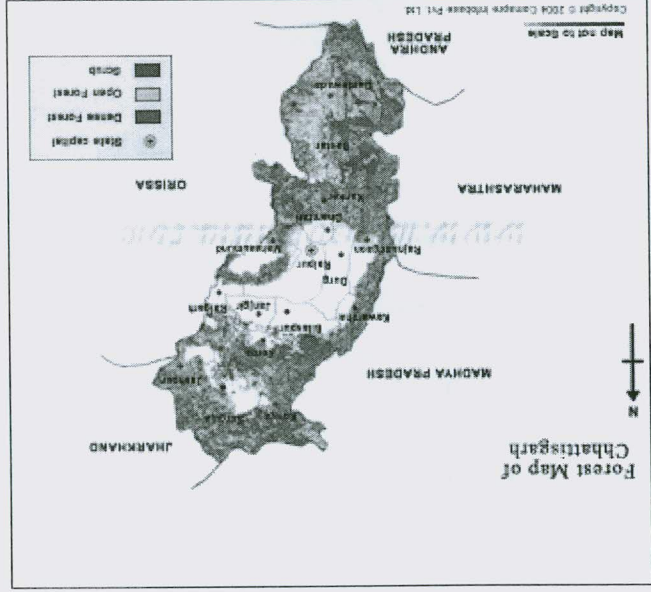 Forest Map of
Chhattisgarh
N
JHARKHAND
MADHYA PRADESH
Koriya
Surguja
Jashpur
Korba
Bilaspur
Janjgir
Raigarh
Kawardha
Durg
Raipur
Rajnandgaon
Mahasamund
Dhamtari
Kanker
MAHARASHTRA
ORISSA
Bastar
Dantewada
ANDHRA
PRADESH
State capital
Dense Forest
Open Forest
Scrub
Map not to Scale
Copyright © 2004 Compare Infobase Pvt Ltd